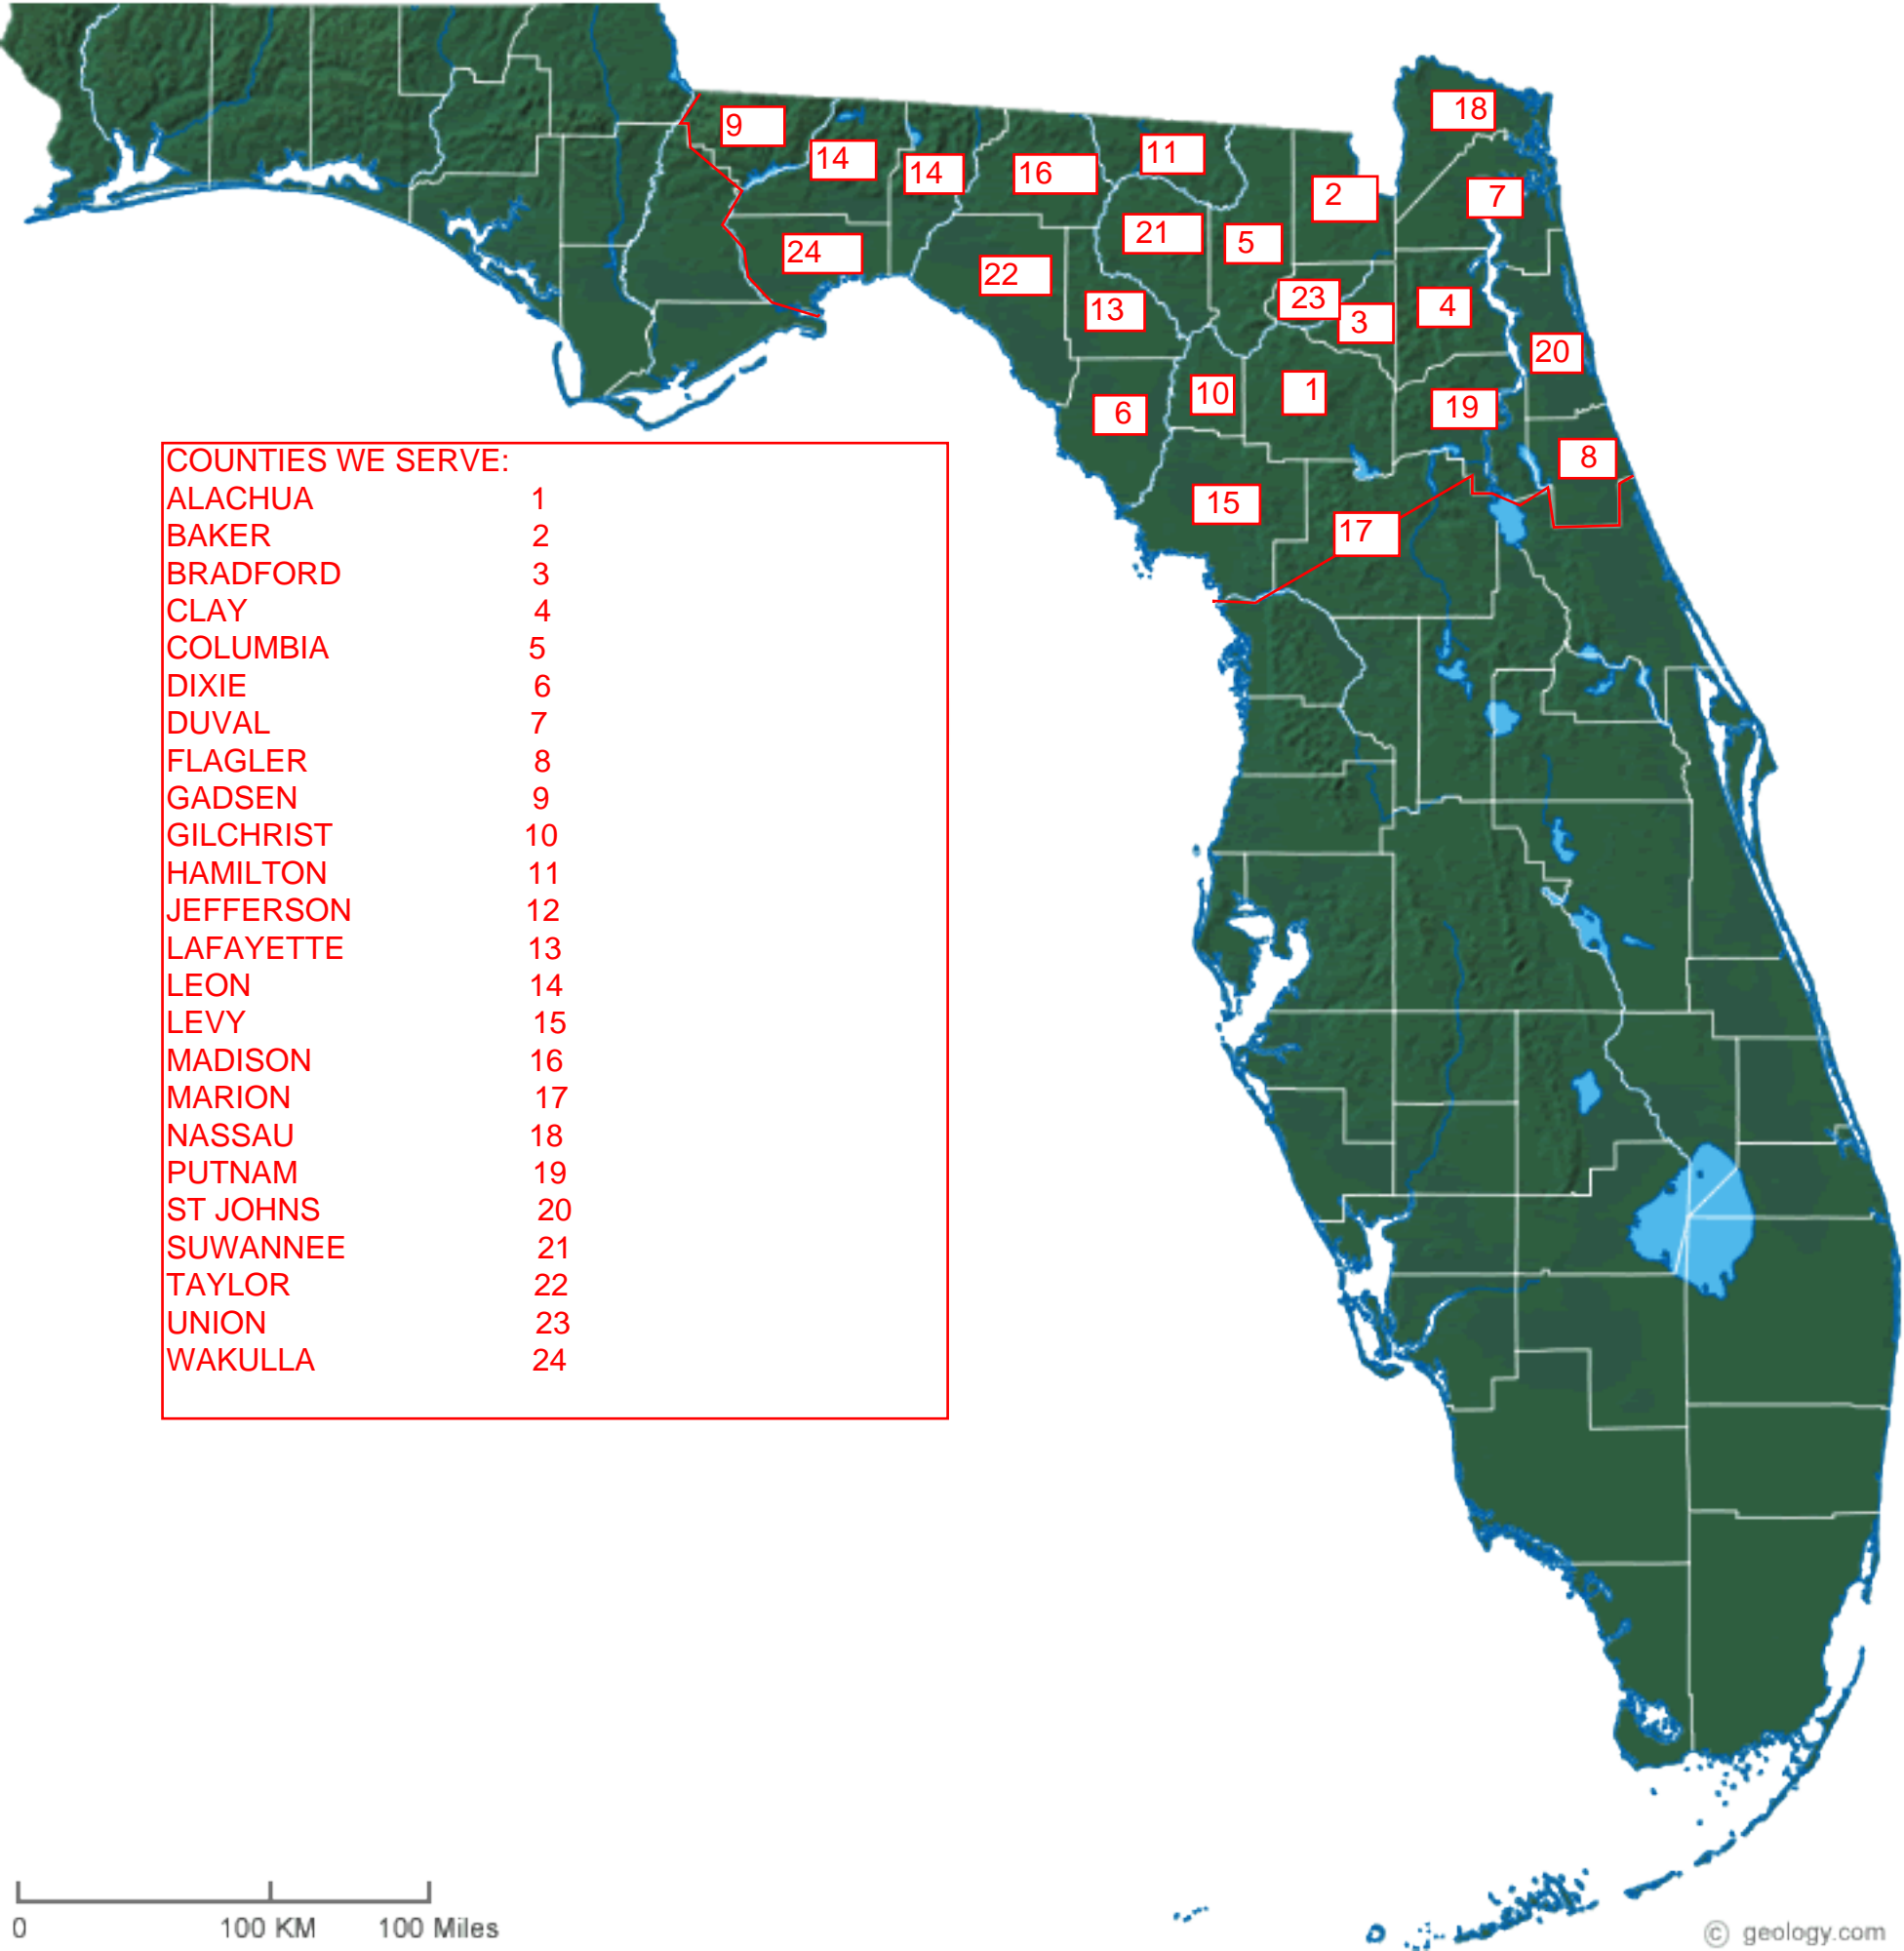 18
9
11
14
14
16
2
7
21
5
24
22
23
13
4
3
20
10
1
6
19
8
15
17
COUNTIES WE SERVE:
ALACHUA 1
BAKER 2
BRADFORD 3
CLAY 4
COLUMBIA 5
DIXIE 6
DUVAL 7
FLAGLER 8
GADSEN 9
GILCHRIST 10
HAMILTON 11
JEFFERSON 12
LAFAYETTE 13
LEON 14
LEVY 15
MADISON 16
MARION 17
NASSAU 18
PUTNAM 19
ST JOHNS 20
SUWANNEE 21
TAYLOR 22
UNION 23
WAKULLA 24
0 100 KM 100 Miles
© geology.com